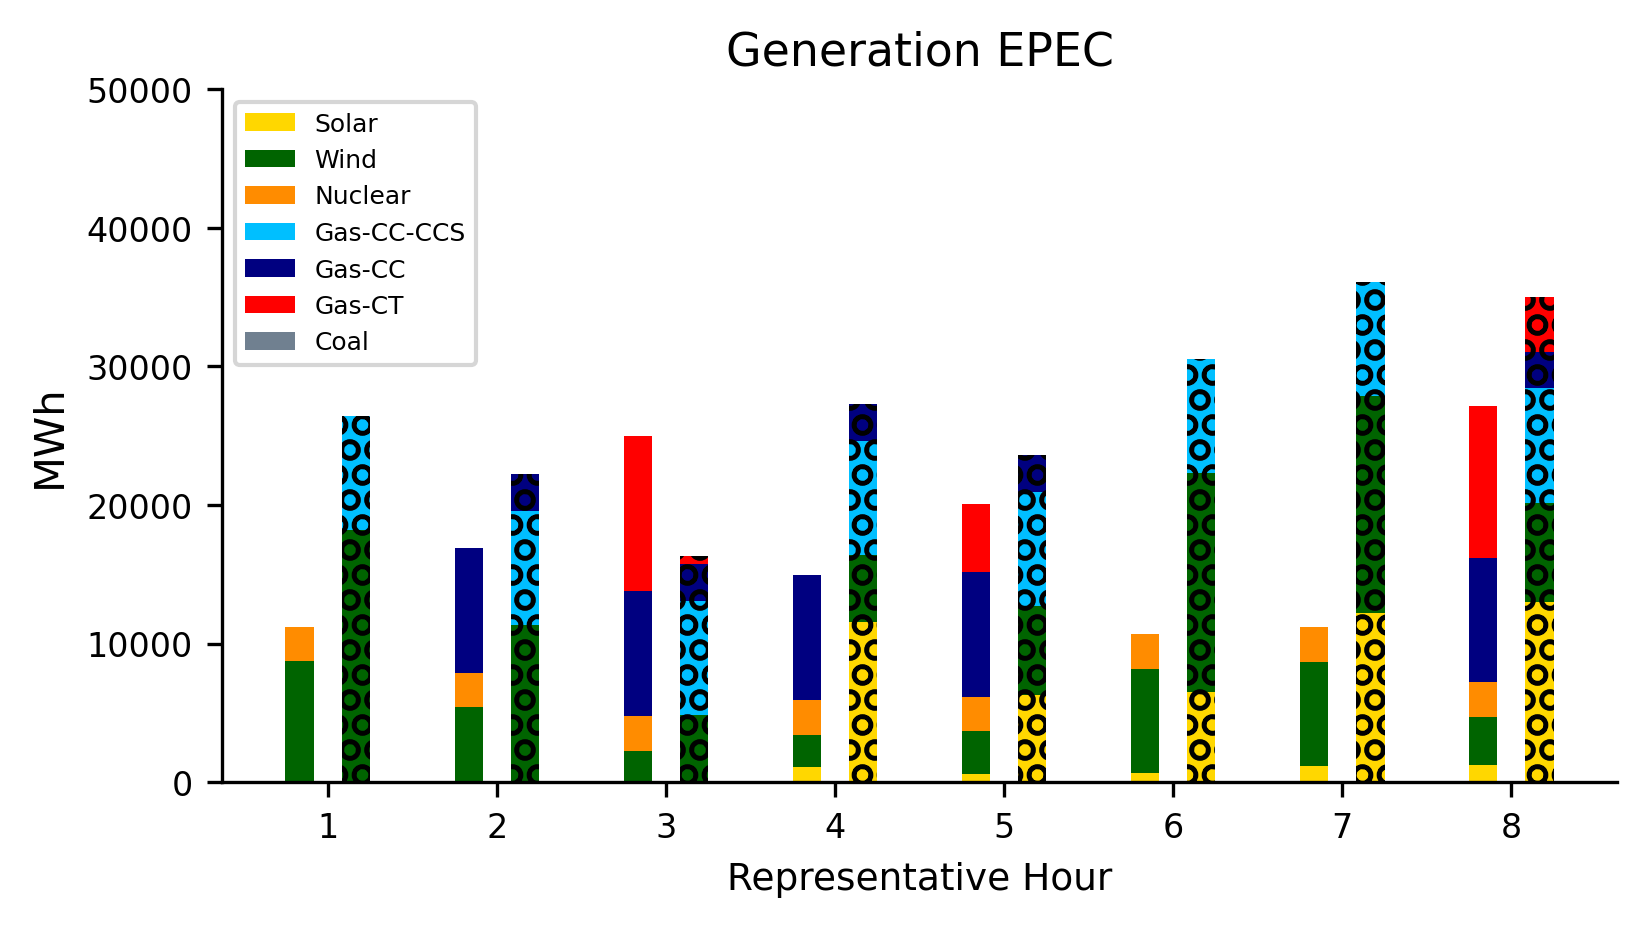 Generation EPEC
50000
40000
30000
20000
10000
0
MWh
Solar
Wind
Nuclear
Gas-CC-CCS
Gas-CC
Gas-CT
Coal
1 2 3 4 5 6 7 8
Representative Hour